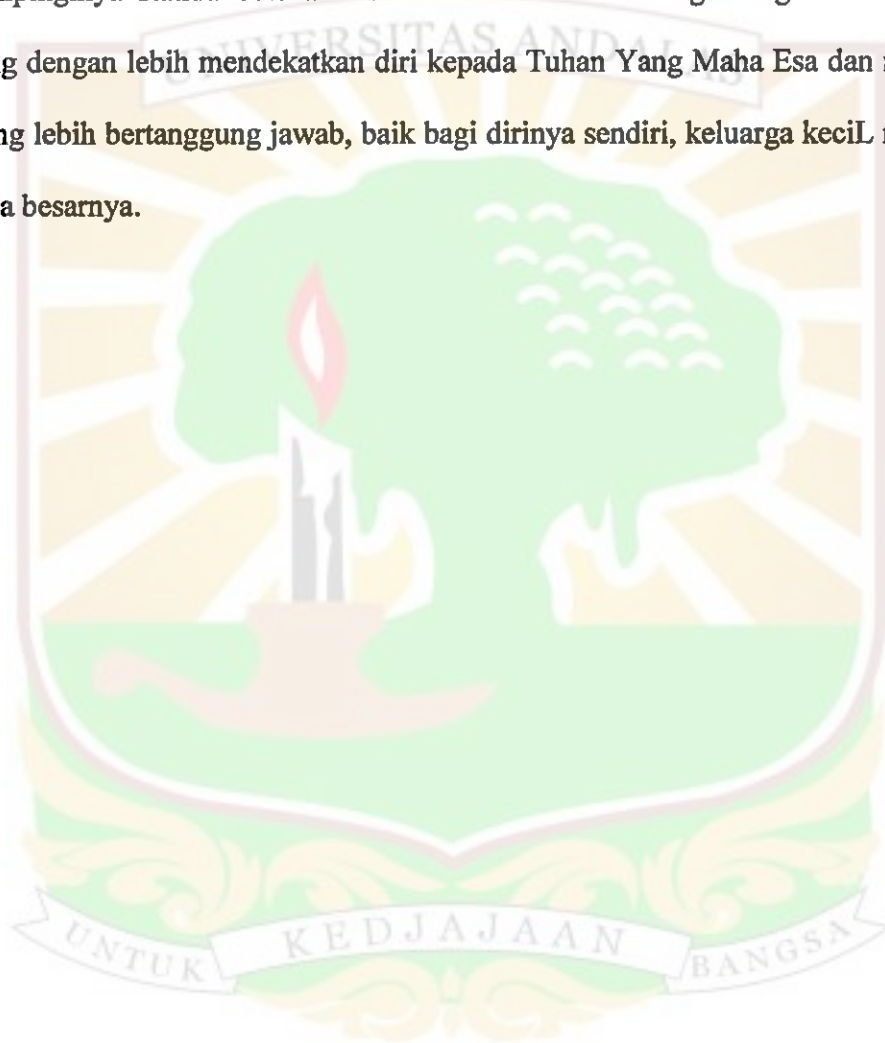 UNIVERSITAS ANDALAS
g dengan lebih mendekatkan diri kepada Tuhan Yang Maha Esa dan
ng lebih bertanggung jawab, baik bagi dirinya sendiri, keluarga keciL
a besarnya.
UNTUK KEDJAJAAN BANGSA